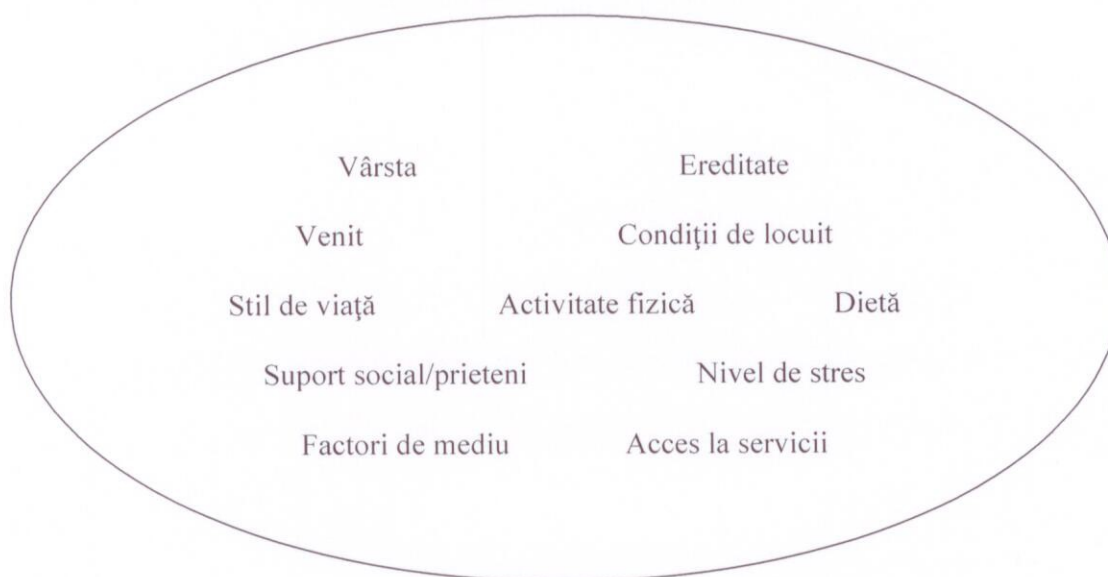 Vârsta Ereditate
Venit Condiţii de locuit
Stil de viaţă Activitate fizică Dietă
Suport social/prieteni Nivel de stres
Factori de mediu Acces la servicii